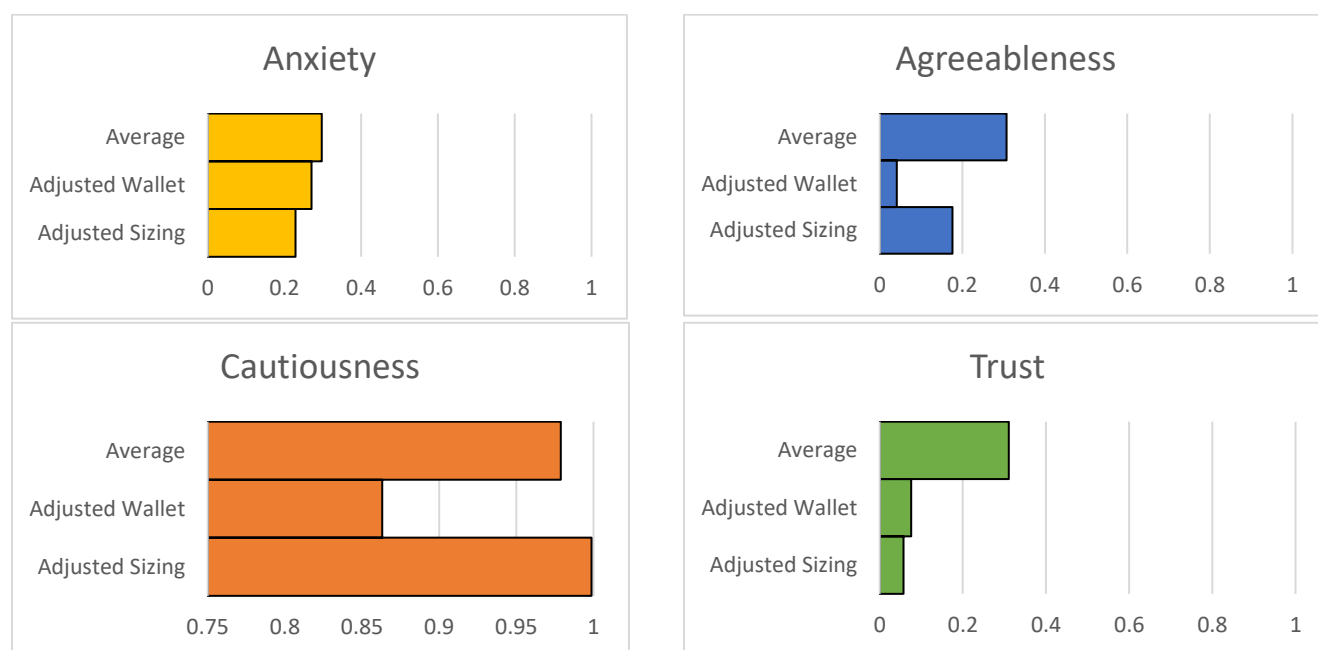 Anxiety
Average
Adjusted Wallet
Adjusted Sizing
0 0.2 0.4 0.6 0.8 1
Agreeableness
Average
Adjusted Wallet
Adjusted Sizing
0 0.2 0.4 0.6 0.8 1
Cautiousness
Average
Adjusted Wallet
Adjusted Sizing
0.75 0.8 0.85 0.9 0.95 1
Trust
Average
Adjusted Wallet
Adjusted Sizing
0 0.2 0.4 0.6 0.8 1